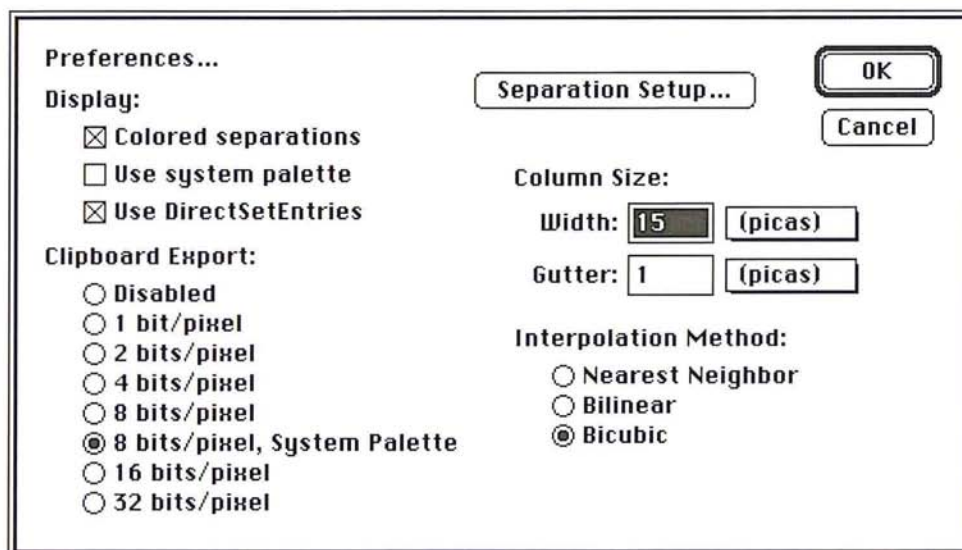 Preferences...
Display:
Colored separations
Use system palette
Use DirectSetEntries
Clipboard Export:
Disabled
1 bit/pixel
2 bits/pixel
4 bits/pixel
8 bits/pixel
8 bits/pixel, System Palette
16 bits/pixel
32 bits/pixel
Separation Setup...
OK
Cancel
Column Size:
Width: 15 (picas)
Gutter: 1 (picas)
Interpolation Method:
Nearest Neighbor
Bilinear
Bicubic